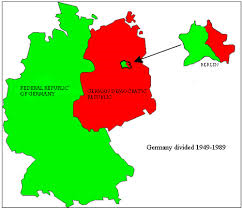 FEDERAL REPUBLIC
OF GERMANY
GERMAN DEMOCRATIC
REPUBLIC
BERLIN
Germany divided 1949-1989